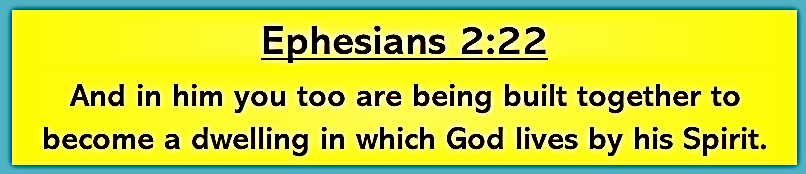 Ephesians 2:22
And in him you too are being built together to
become a dwelling in which God lives by his Spirit.